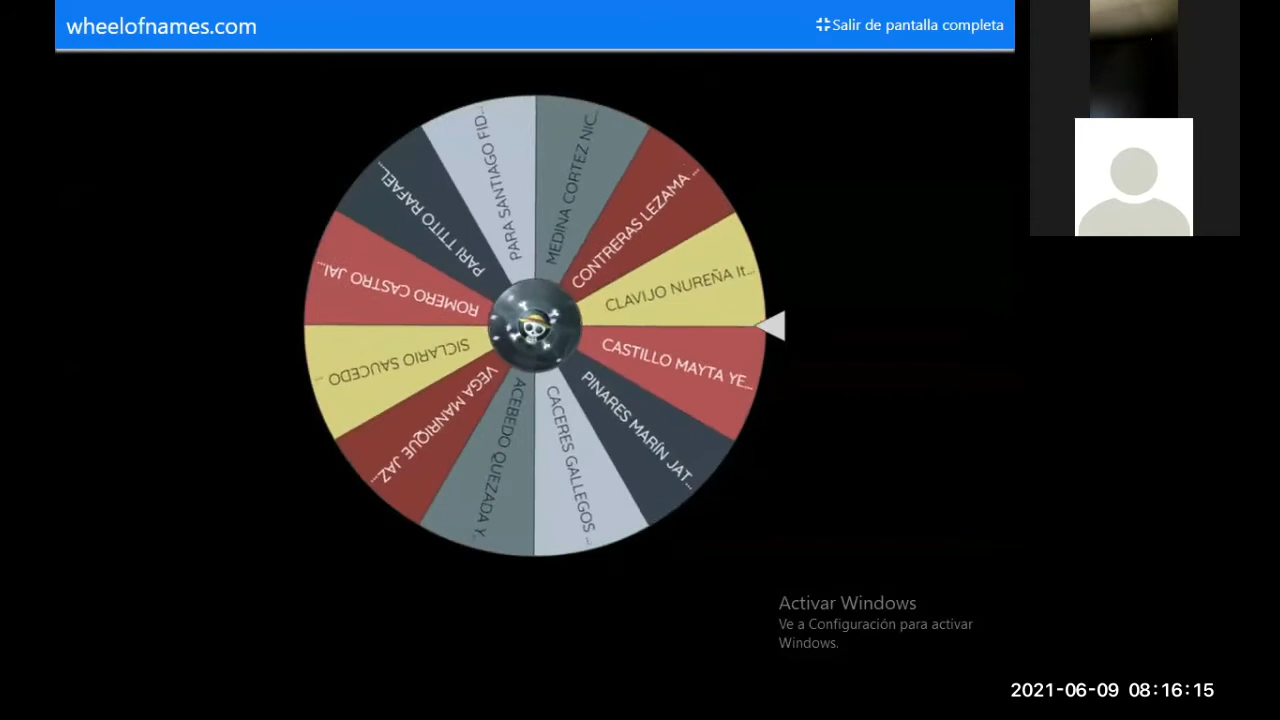 wheelofnames.com
Salir de pantalla completa
PARA SANTIAGO FID...
MEDINA CORTEZ NIC...
CONTRERAS LEZAMA ...
CLAVIJO NUREÑA It...
CASTILLO MAYTA YE...
PINARES MARÍN JAT...
CACERES GALLEGOS ...
ACEBEDO QUEZADA Y...
VEGA MANRIQUE JAZ...
SICLARIO SAUCEDO ...
ROMERO CASTRO JAI...
PARI TTITO RAFAEL...
Activar Windows
Ve a Configuración para activar
Windows.
2021-06-09 08:16:15